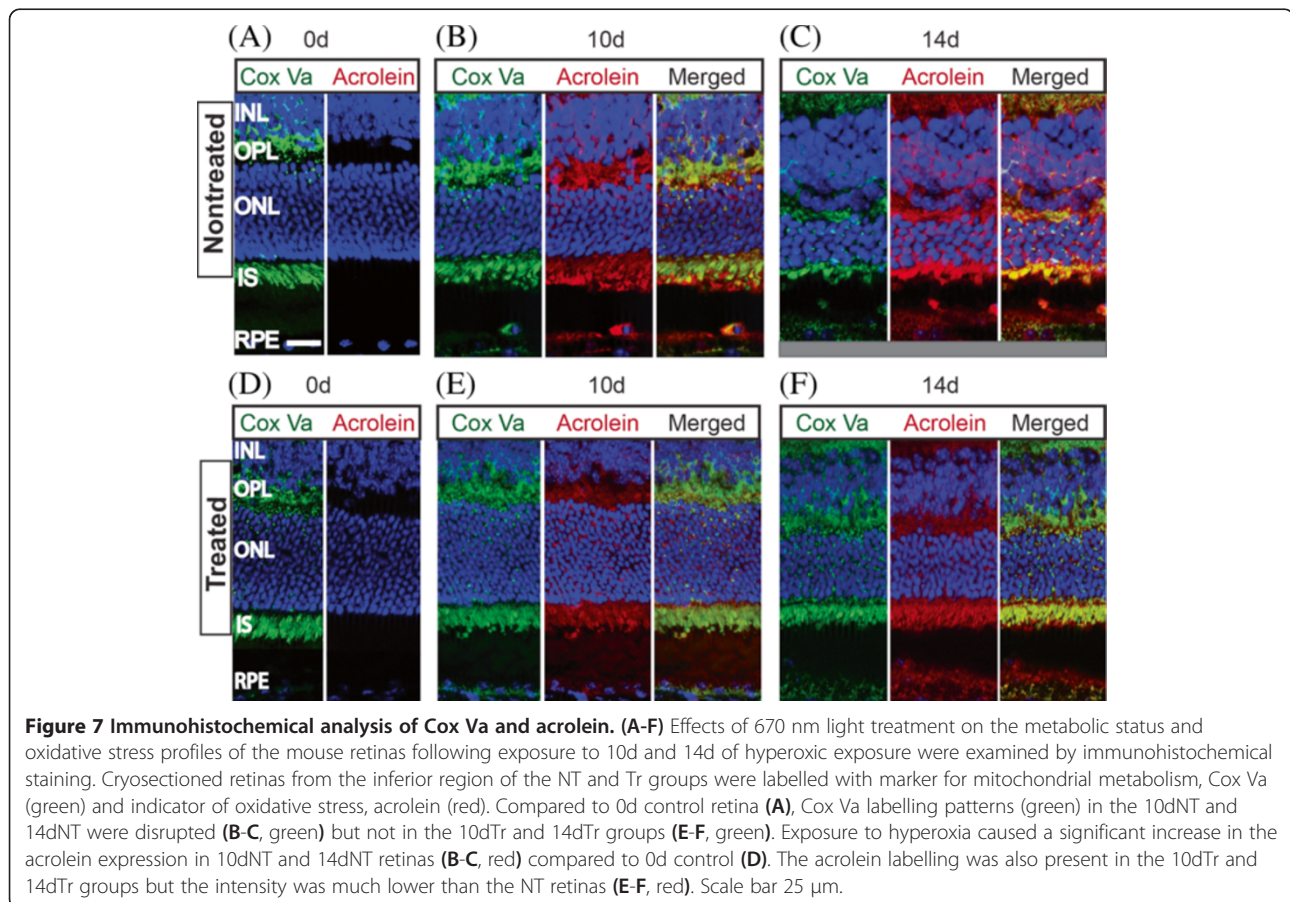 (A) 0d (B) 10d (C) 14d
Cox Va Acrolein Cox Va Acrolein Merged Cox Va Acrolein Merged
Nontreated
INL
OPL
ONL
IS
RPE
(D) 0d (E) 10d (F) 14d
Cox Va Acrolein Cox Va Acrolein Merged Cox Va Acrolein Merged
Treated
INL
OPL
ONL
IS
RPE
Figure 7 Immunohistochemical analysis of Cox Va and acrolein. (A-F) Effects of 670 nm light treatment on the metabolic status and
oxidative stress profiles of the mouse retinas following exposure to 10d and 14d of hyperoxic exposure were examined by immunohistochemical
staining. Cryosectioned retinas from the inferior region of the NT and Tr groups were labelled with marker for mitochondrial metabolism, Cox Va
(green) and indicator of oxidative stress, acrolein (red). Compared to 0d control retina (A), Cox Va labelling patterns (green) in the 10dNT and
14dNT were disrupted (B-C, green) but not in the 10dTr and 14dTr groups (E-F, green). Exposure to hyperoxia caused a significant increase in the
acrolein expression in 10dNT and 14dNT retinas (B-C, red) compared to 0d control (D). The acrolein labelling was also present in the 10dTr and
14dTr groups but the intensity was much lower than the NT retinas (E-F, red). Scale bar 25 μm.